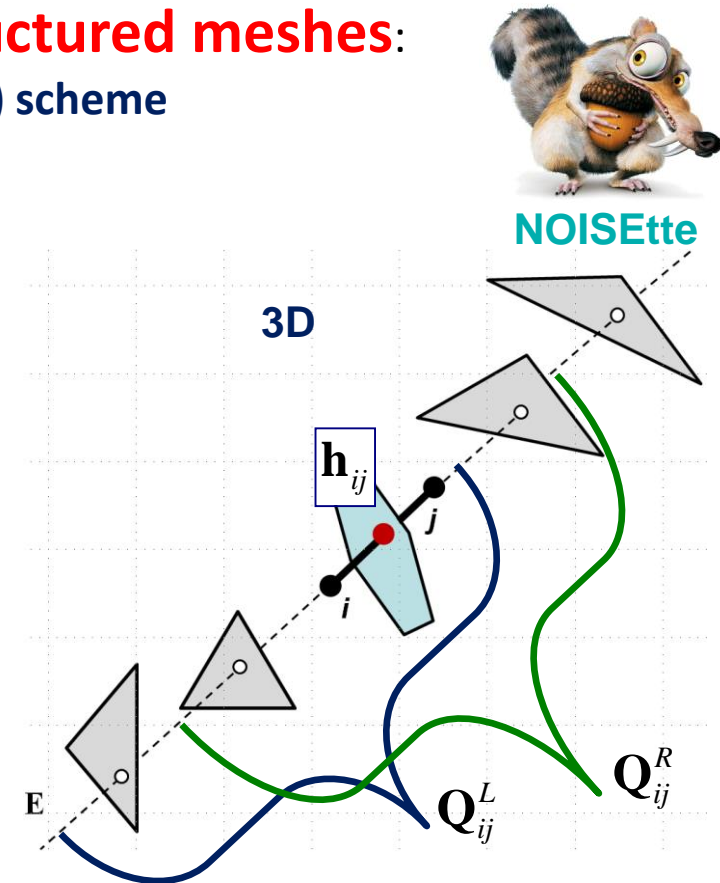 uctured meshes:
) scheme
NOISEtte
3D
h_ij
j
i
E
Q_ij^R
Q_ij^L